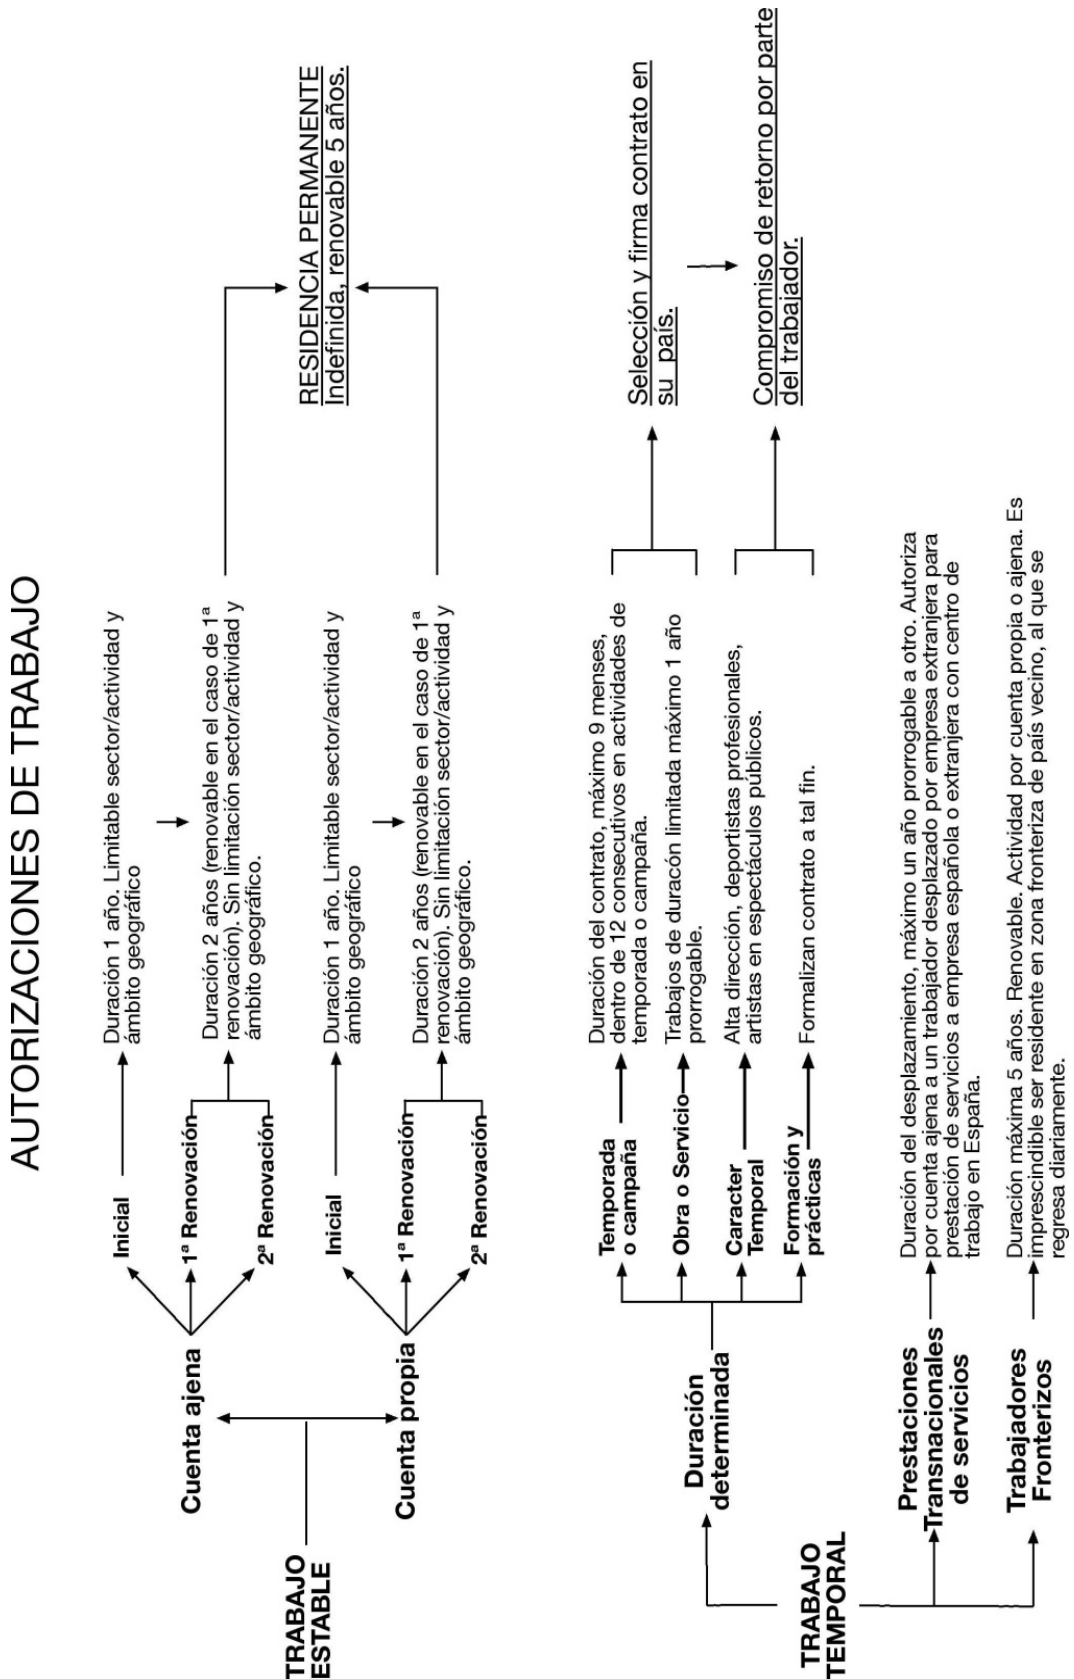 AUTORIZACIONES DE TRABAJO
TRABAJO
ESTABLE
Cuenta ajena
Inicial
Duración 1 año. Limitable sector/actividad y
ámbito geográfico
1ª Renovación
2ª Renovación
Duración 2 años (renovable en el caso de 1ª
renovación). Sin limitación sector/actividad y
ámbito geográfico.
Cuenta propia
Inicial
Duración 1 año. Limitable sector/actividad y
ámbito geográfico
1ª Renovación
2ª Renovación
Duración 2 años (renovable en el caso de 1ª
renovación). Sin limitación sector/actividad y
ámbito geográfico.
RESIDENCIA PERMANENTE
Indefinida, renovable 5 años.
TRABAJO
TEMPORAL
Duración
determinada
Temporada
o campaña
Duración del contrato, máximo 9 menses,
dentro de 12 consecutivos en actividades de
temporada o campaña.
Obra o Servicio
Trabajos de duracón limitada máximo 1 año
prorrogable.
Caracter
Temporal
Alta dirección, deportistas profesionales,
artistas en espectáculos públicos.
Formación y
prácticas
Formalizan contrato a tal fin.
Selección y firma contrato en
su país.
Compromiso de retorno por parte
del trabajador.
Prestaciones
Transnacionales
de servicios
Duración del desplazamiento, máximo un año prorrogable a otro. Autoriza
por cuenta ajena a un trabajador desplazado por empresa extranjera para
prestación de servicios a empresa española o extranjera con centro de
trabajo en España.
Trabajadores
Fronterizos
Duración máxima 5 años. Renovable. Actividad por cuenta propia o ajena. Es
imprescindible ser residente en zona fronteriza de país vecino, al que se
regresa diariamente.